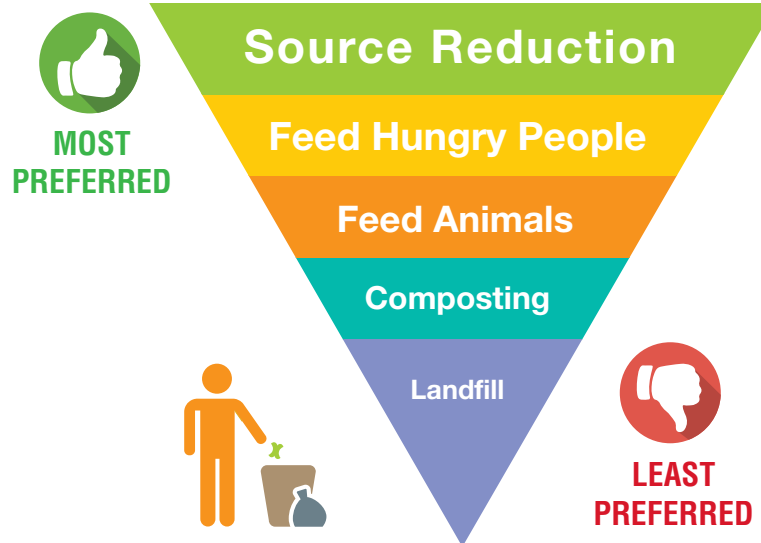 Source Reduction
MOST
PREFERRED
Feed Hungry People
Feed Animals
Composting
Landfill
LEAST
PREFERRED